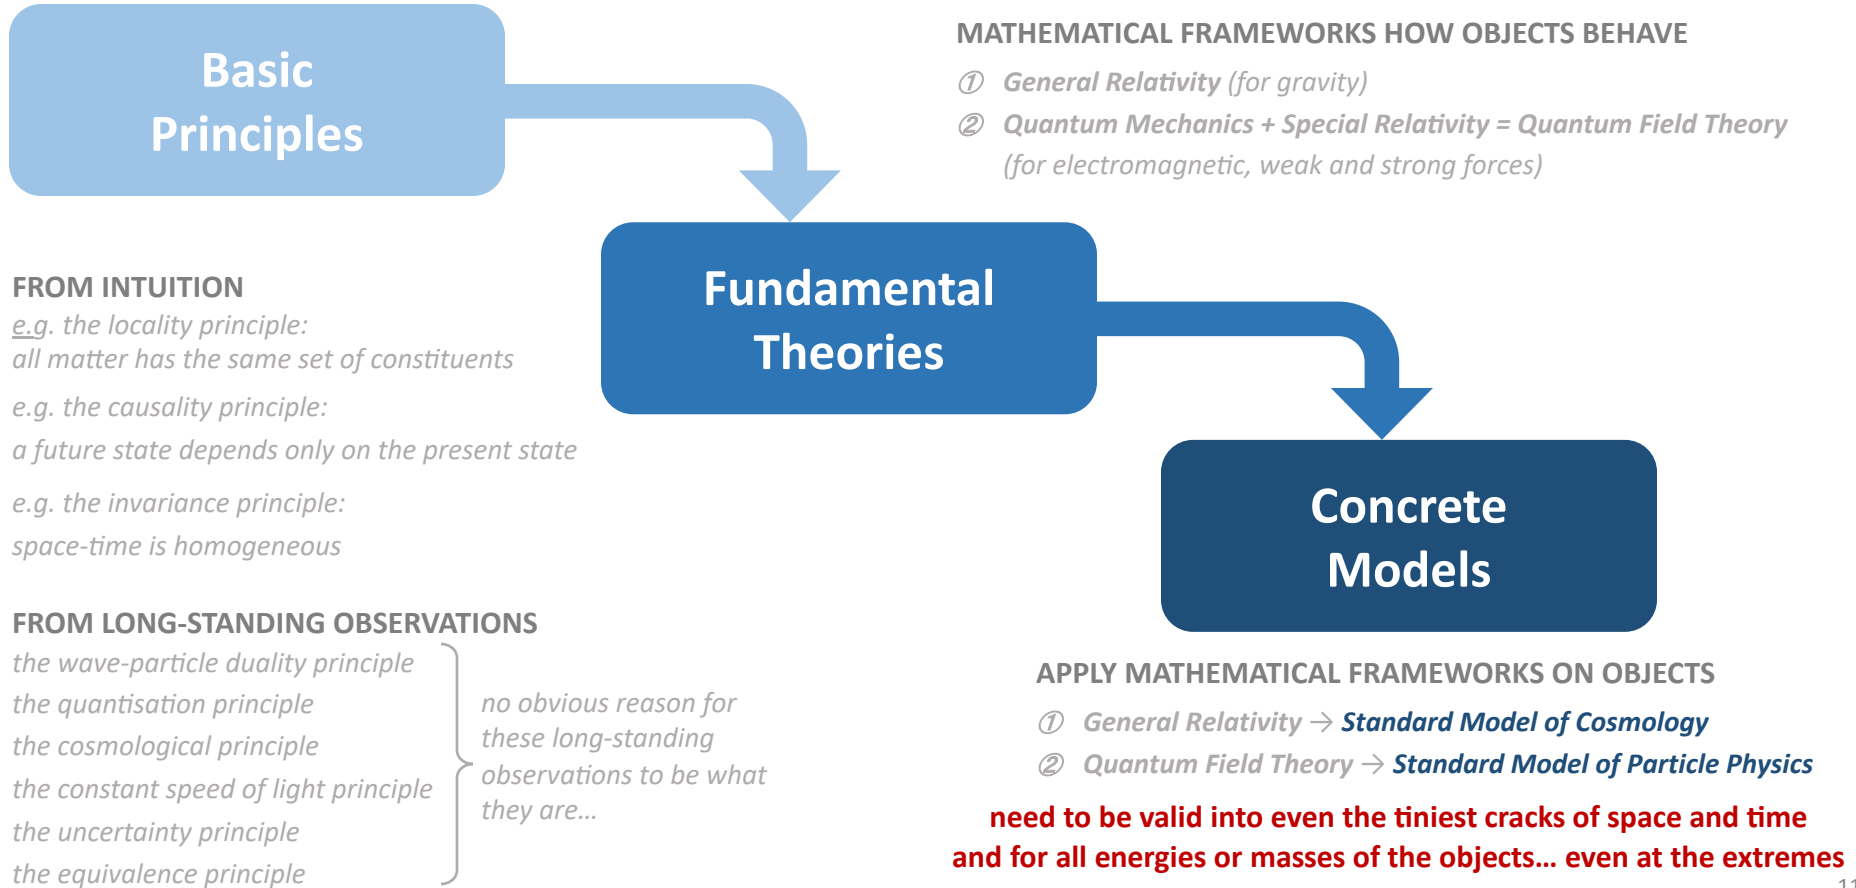 Basic
Principles
MATHEMATICAL FRAMEWORKS HOW OBJECTS BEHAVE
① General Relativity (for gravity)
② Quantum Mechanics + Special Relativity = Quantum Field Theory
(for electromagnetic, weak and strong forces)
Fundamental
Theories
FROM INTUITION
e.g. the locality principle:
all matter has the same set of constituents
e.g. the causality principle:
a future state depends only on the present state
e.g. the invariance principle:
space-time is homogeneous
Concrete
Models
FROM LONG-STANDING OBSERVATIONS
the wave-particle duality principle
the quantisation principle
the cosmological principle
the constant speed of light principle
the uncertainty principle
the equivalence principle
no obvious reason for
these long-standing
observations to be what
they are...
APPLY MATHEMATICAL FRAMEWORKS ON OBJECTS
① General Relativity → Standard Model of Cosmology
② Quantum Field Theory → Standard Model of Particle Physics
need to be valid into even the tiniest cracks of space and time
and for all energies or masses of the objects... even at the extremes
11